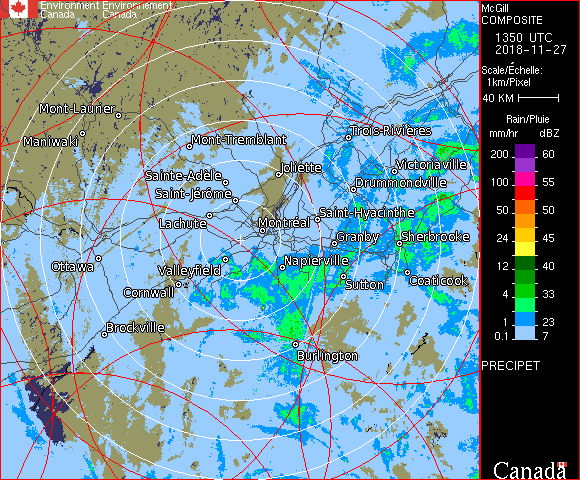 Environment Environnement
Canada Canada
McGill
COMPOSITE
1350 UTC
2018-11-27
Scale/Échelle:
1km/Pixel
40 KM
Rain/Pluie
mm/hr dBZ
200 60
100 55
50 50
50 45
24 45
12 40
4 33
1 23
0.1 7
PRECIPET
Canada
Mont-Laurier
Maniwaki
Mont-Tremblant
Trois-Rivières
Joliette
Victoriaville
Sainte-Adèle
Drummondville
Saint-Jérôme
Saint-Hyacinthe
Lachute
Montréal
Granby
Sherbrooke
Ottawa
Valleyfield
Napierville
Cornwall
Sutton
Coaticook
Brockville
Burlington